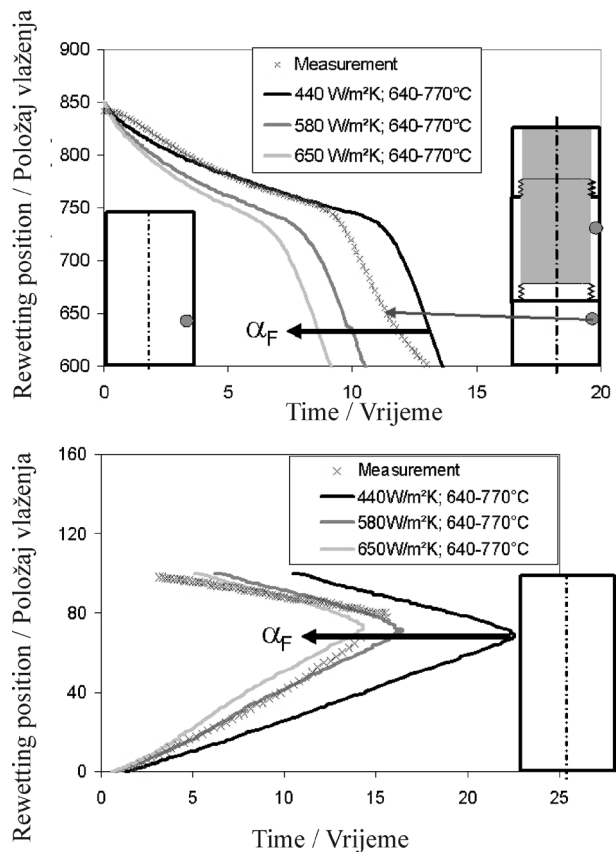 900
850
800
750
700
650
600
Rewetting position / Položaj vlaženja
Measurement
440 W/m²K; 640-770°C
580 W/m²K; 640-770°C
650 W/m²K; 640-770°C
αF
0
5
10
15
20
Time / Vrijeme
160
120
80
40
0
Rewetting position / Položaj vlaženja
Measurement
440W/m²K; 640-770°C
580W/m²K; 640-770°C
650W/m²K; 640-770°C
αF
0
5
10
15
20
25
Time / Vrijeme